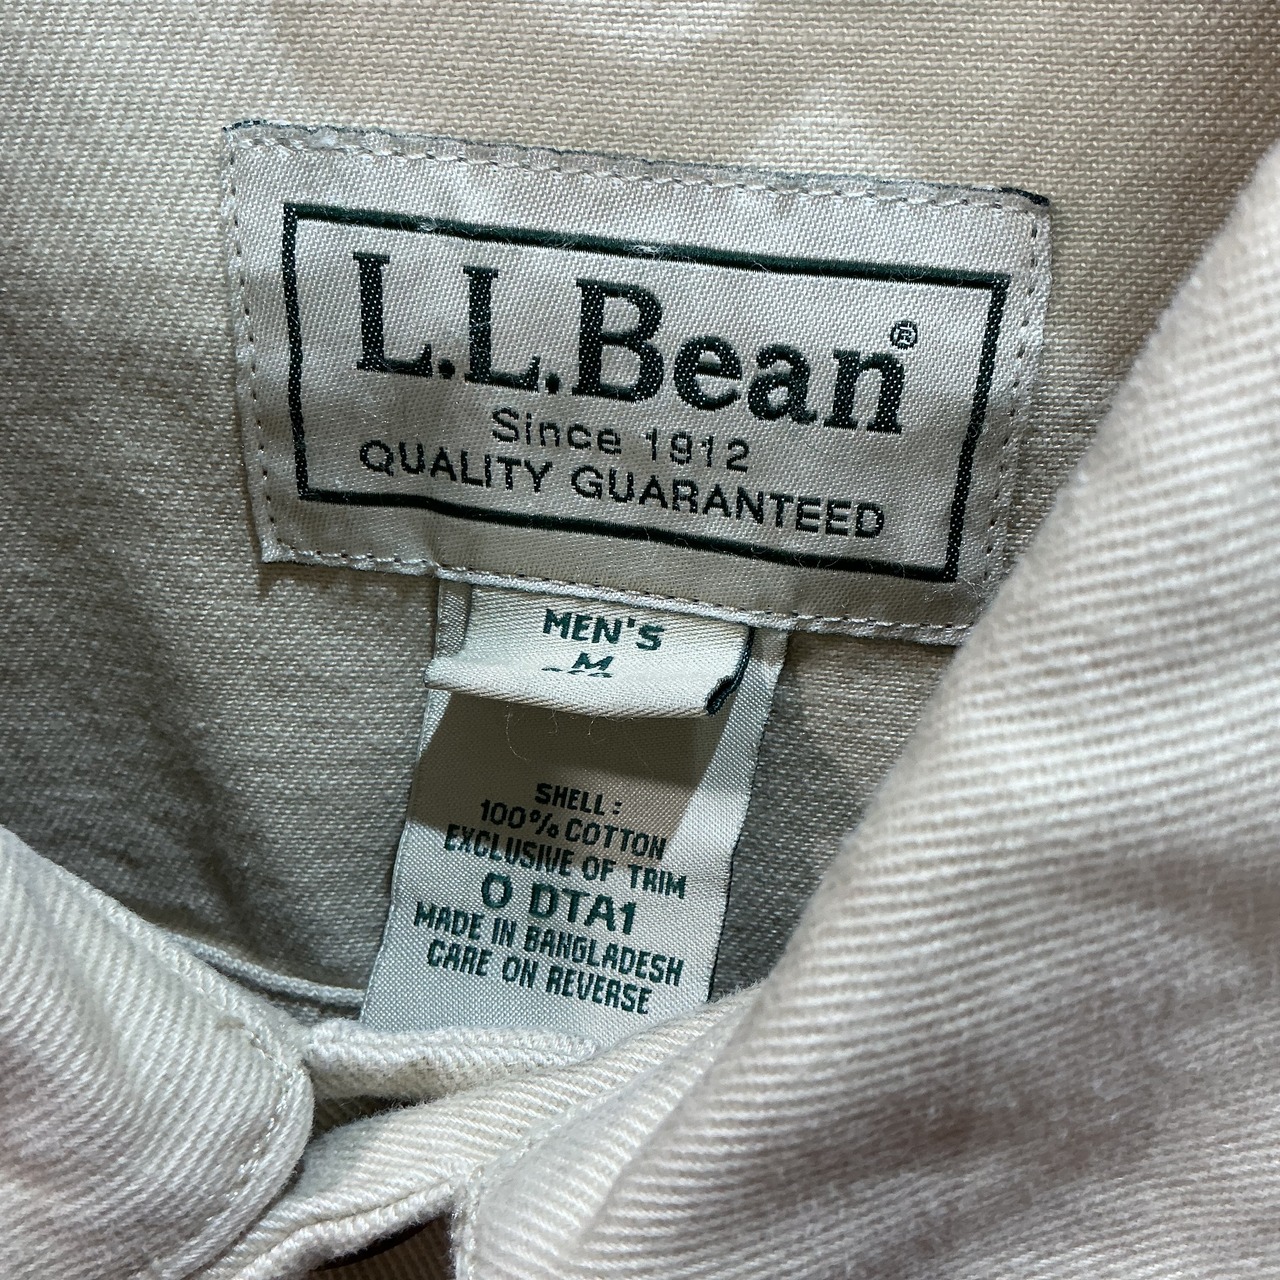 L.L.Bean®
Since 1912
QUALITY GUARANTEED
MEN'S
M
SHELL:
100% COTTON
EXCLUSIVE OF TRIM
0 DTA1
MADE IN BANGLADESH
CARE ON REVERSE